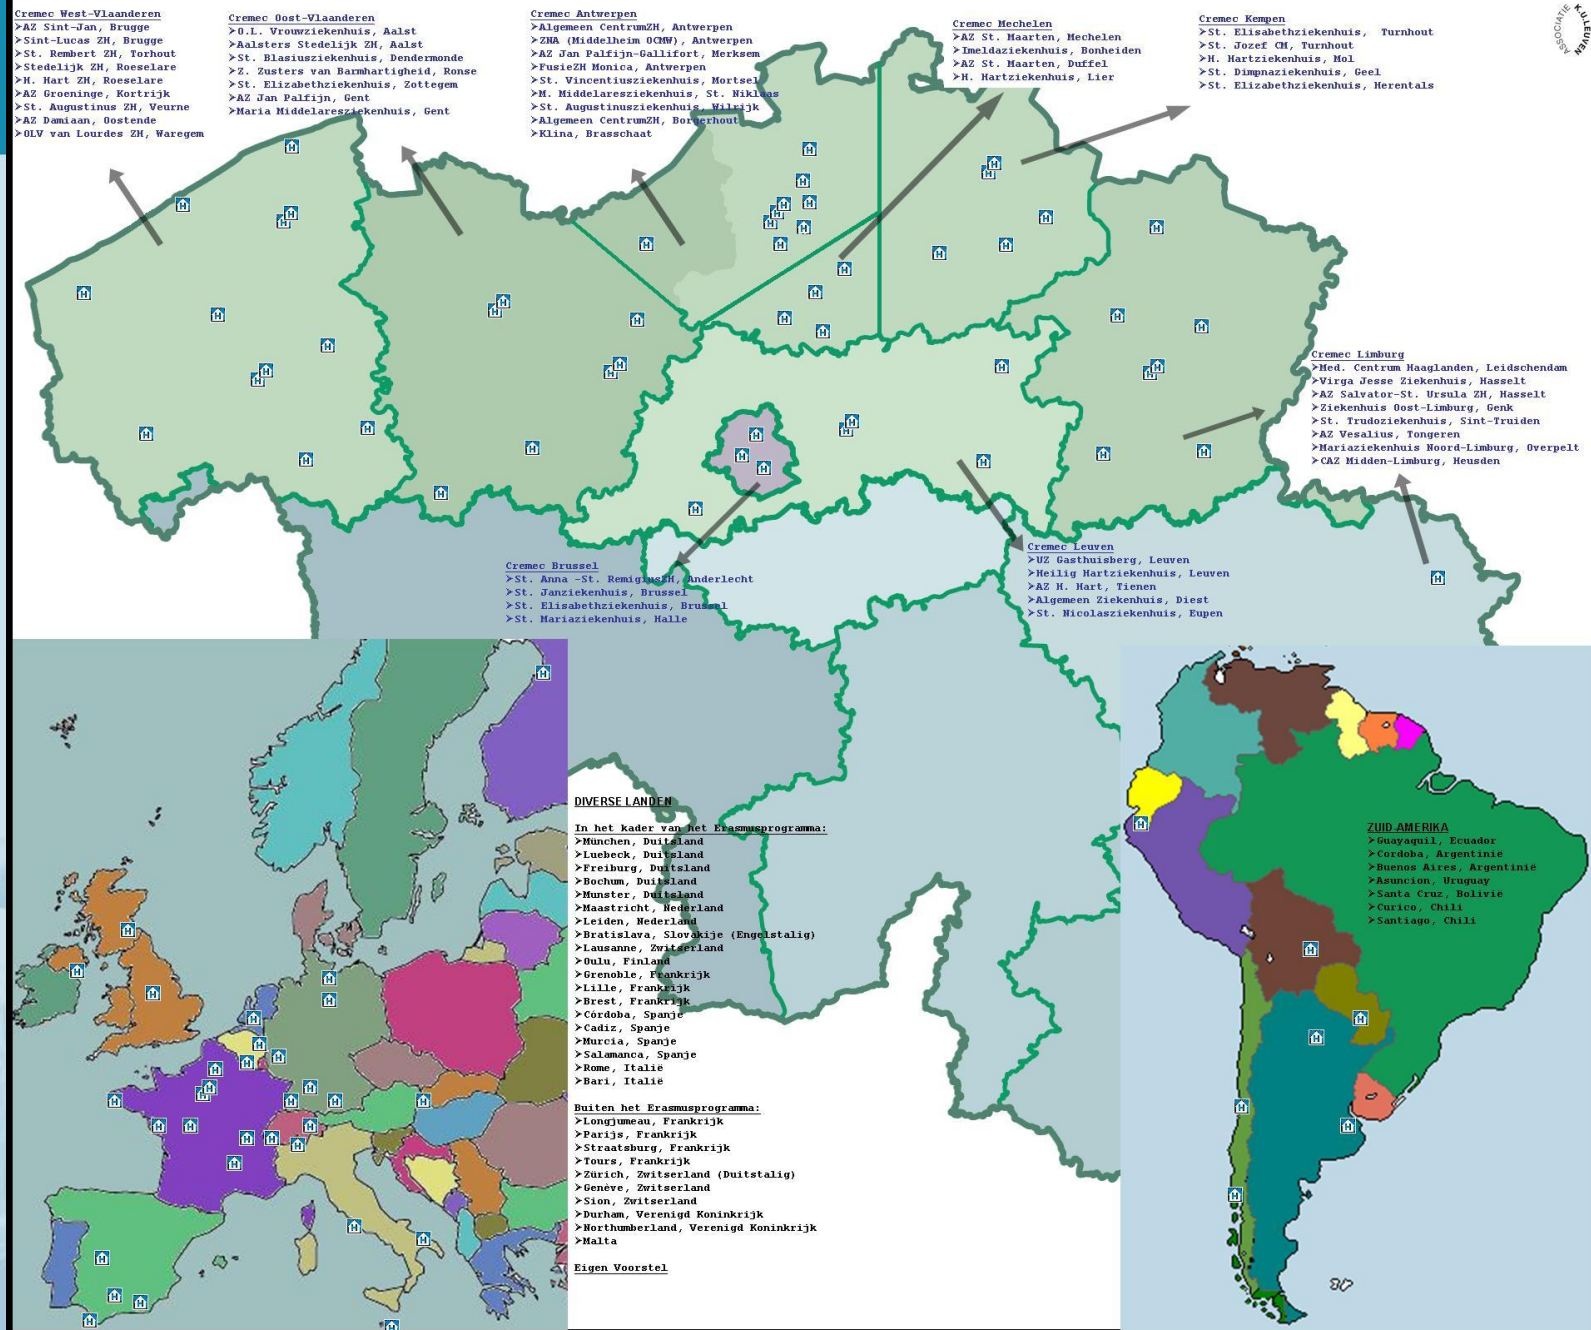 Cremec West-Vlaanderen
➢AZ Sint-Jan, Brugge
➢Sint-Lucas ZH, Brugge
➢St. Rembert ZH, Torhout
➢Stedelijk ZH, Roeselare
➢H. Hart ZH, Roeselare
➢AZ Groeninge, Kortrijk
➢St. Augustinus ZH, Veurne
➢AZ Damiaan, Oostende
➢OLV van Lourdes ZH, Waregem
Cremec Oost-Vlaanderen
➢O.L. Vrouwziekenhuis, Aalst
➢Aalsters Stedelijk ZH, Aalst
➢St. Blasiusziekenhuis, Dendermonde
➢Z. Zusters van Barmhartigheid, Ronse
➢St. Elizabethziekenhuis, Zottegem
➢AZ Jan Palfijn, Gent
➢Maria Middelaresziekenhuis, Gent
Cremec Antwerpen
➢Algemeen CentrumZH, Antwerpen
➢ZNA (Middelheim OCMW), Antwerpen
➢AZ Jan Palfijn-Gallifort, Merksem
➢FusieZH Monica, Antwerpen
➢St. Vincentiusziekenhuis, Mortsel
➢M. Middelaresziekenhuis, St. Niklaas
➢St. Augustinusziekenhuis, Wilrijk
➢Algemeen CentrumZH, Borgerhout
➢Klina, Brasschaat
Cremec Mechelen
➢AZ St. Maarten, Mechelen
➢Imeldaziekenhuis, Bonheiden
➢AZ St. Maarten, Duffel
➢H. Hartziekenhuis, Lier
Cremec Kempen
➢St. Elisabethziekenhuis, Turnhout
➢St. Jozef CM, Turnhout
➢H. Hartziekenhuis, Mol
➢St. Dimpnaziekenhuis, Geel
➢St. Elizabethziekenhuis, Herentals
ASSOCIATIE K.U.LEUVEN
Cremec Limburg
➢Med. Centrum Haaglanden, Leidschendam
➢Virga Jesse Ziekenhuis, Hasselt
➢AZ Salvator-St. Ursula ZH, Hasselt
➢Ziekenhuis Oost-Limburg, Genk
➢St. Trudoziekenhuis, Sint-Truiden
➢AZ Vesalius, Tongeren
➢Mariaziekenhuis Noord-Limburg, Overpelt
➢CAZ Midden-Limburg, Heusden
Cremec Brussel
➢St. Anna -St. RemigiusZH, Anderlecht
➢St. Janziekenhuis, Brussel
➢St. Elisabethziekenhuis, Brussel
➢St. Mariaziekenhuis, Halle
Cremec Leuven
➢UZ Gasthuisberg, Leuven
➢Heilig Hartziekenhuis, Leuven
➢AZ H. Hart, Tienen
➢Algemeen Ziekenhuis, Diest
➢St. Nicolasziekenhuis, Eupen
DIVERSE LANDEN
In het kader van het Erasmusprogramma:
➢München, Duitsland
➢Luebeck, Duitsland
➢Freiburg, Duitsland
➢Bochum, Duitsland
➢Munster, Duitsland
➢Maastricht, Nederland
➢Leiden, Nederland
➢Bratislava, Slovakije (Engelstalig)
➢Lausanne, Zwitserland
➢Oulu, Finland
➢Grenoble, Frankrijk
➢Lille, Frankrijk
➢Brest, Frankrijk
➢Córdoba, Spanje
➢Cadiz, Spanje
➢Murcia, Spanje
➢Salamanca, Spanje
➢Rome, Italië
➢Bari, Italië
Buiten het Erasmusprogramma:
➢Longjumeau, Frankrijk
➢Parijs, Frankrijk
➢Straatsburg, Frankrijk
➢Tours, Frankrijk
➢Zürich, Zwitserland (Duitstalig)
➢Genève, Zwitserland
➢Sion, Zwitserland
➢Durham, Verenigd Koninkrijk
➢Northumberland, Verenigd Koninkrijk
➢Malta
Eigen Voorstel
ZUID-AMERIKA
➢Guayaquil, Ecuador
➢Cordoba, Argentinië
➢Buenos Aires, Argentinië
➢Asuncion, Uruguay
➢Santa Cruz, Bolivië
➢Curico, Chili
➢Santiago, Chili